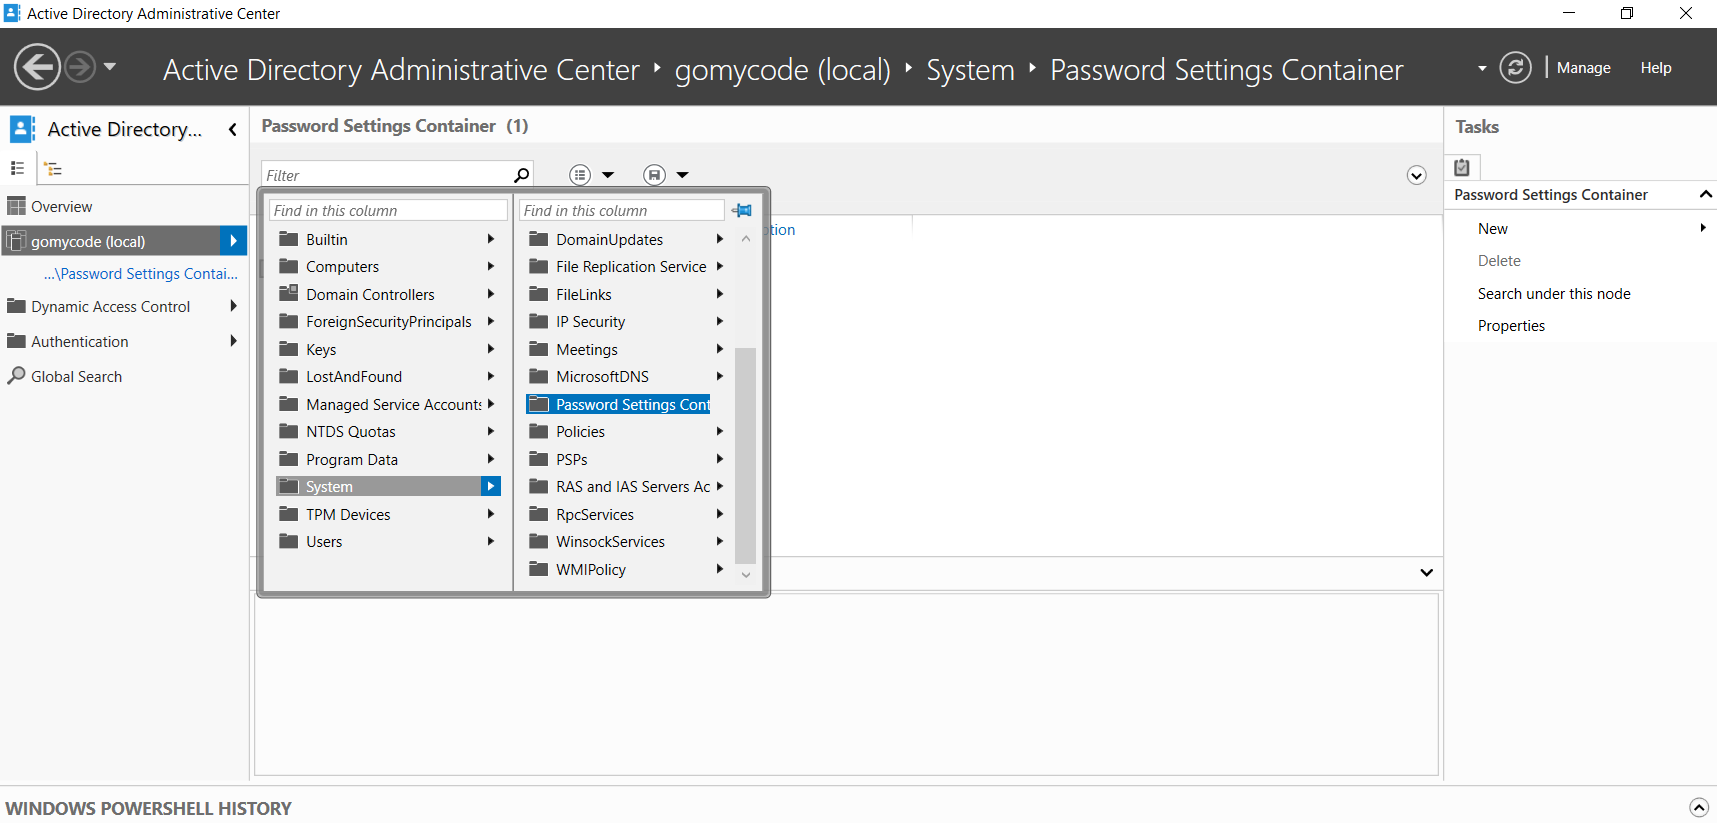 Active Directory Administrative Center
Active Directory Administrative Center • gomycode (local) • System • Password Settings Container
Manage
Help
Active Directory...
Overview
gomycode (local)
...\Password Settings Contai...
Dynamic Access Control
Authentication
Global Search
Password Settings Container (1)
Filter
Find in this column
Builtin
Computers
Domain Controllers
ForeignSecurityPrincipals
Keys
LostAndFound
Managed Service Accounts
NTDS Quotas
Program Data
System
TPM Devices
Users
Find in this column
DomainUpdates
File Replication Service
FileLinks
IP Security
Meetings
MicrosoftDNS
Password Settings Cont
Policies
PSPs
RAS and IAS Servers Ac
RpcServices
WinsockServices
WMIPolicy
Tasks
Password Settings Container
New
Delete
Search under this node
Properties
WINDOWS POWERSHELL HISTORY